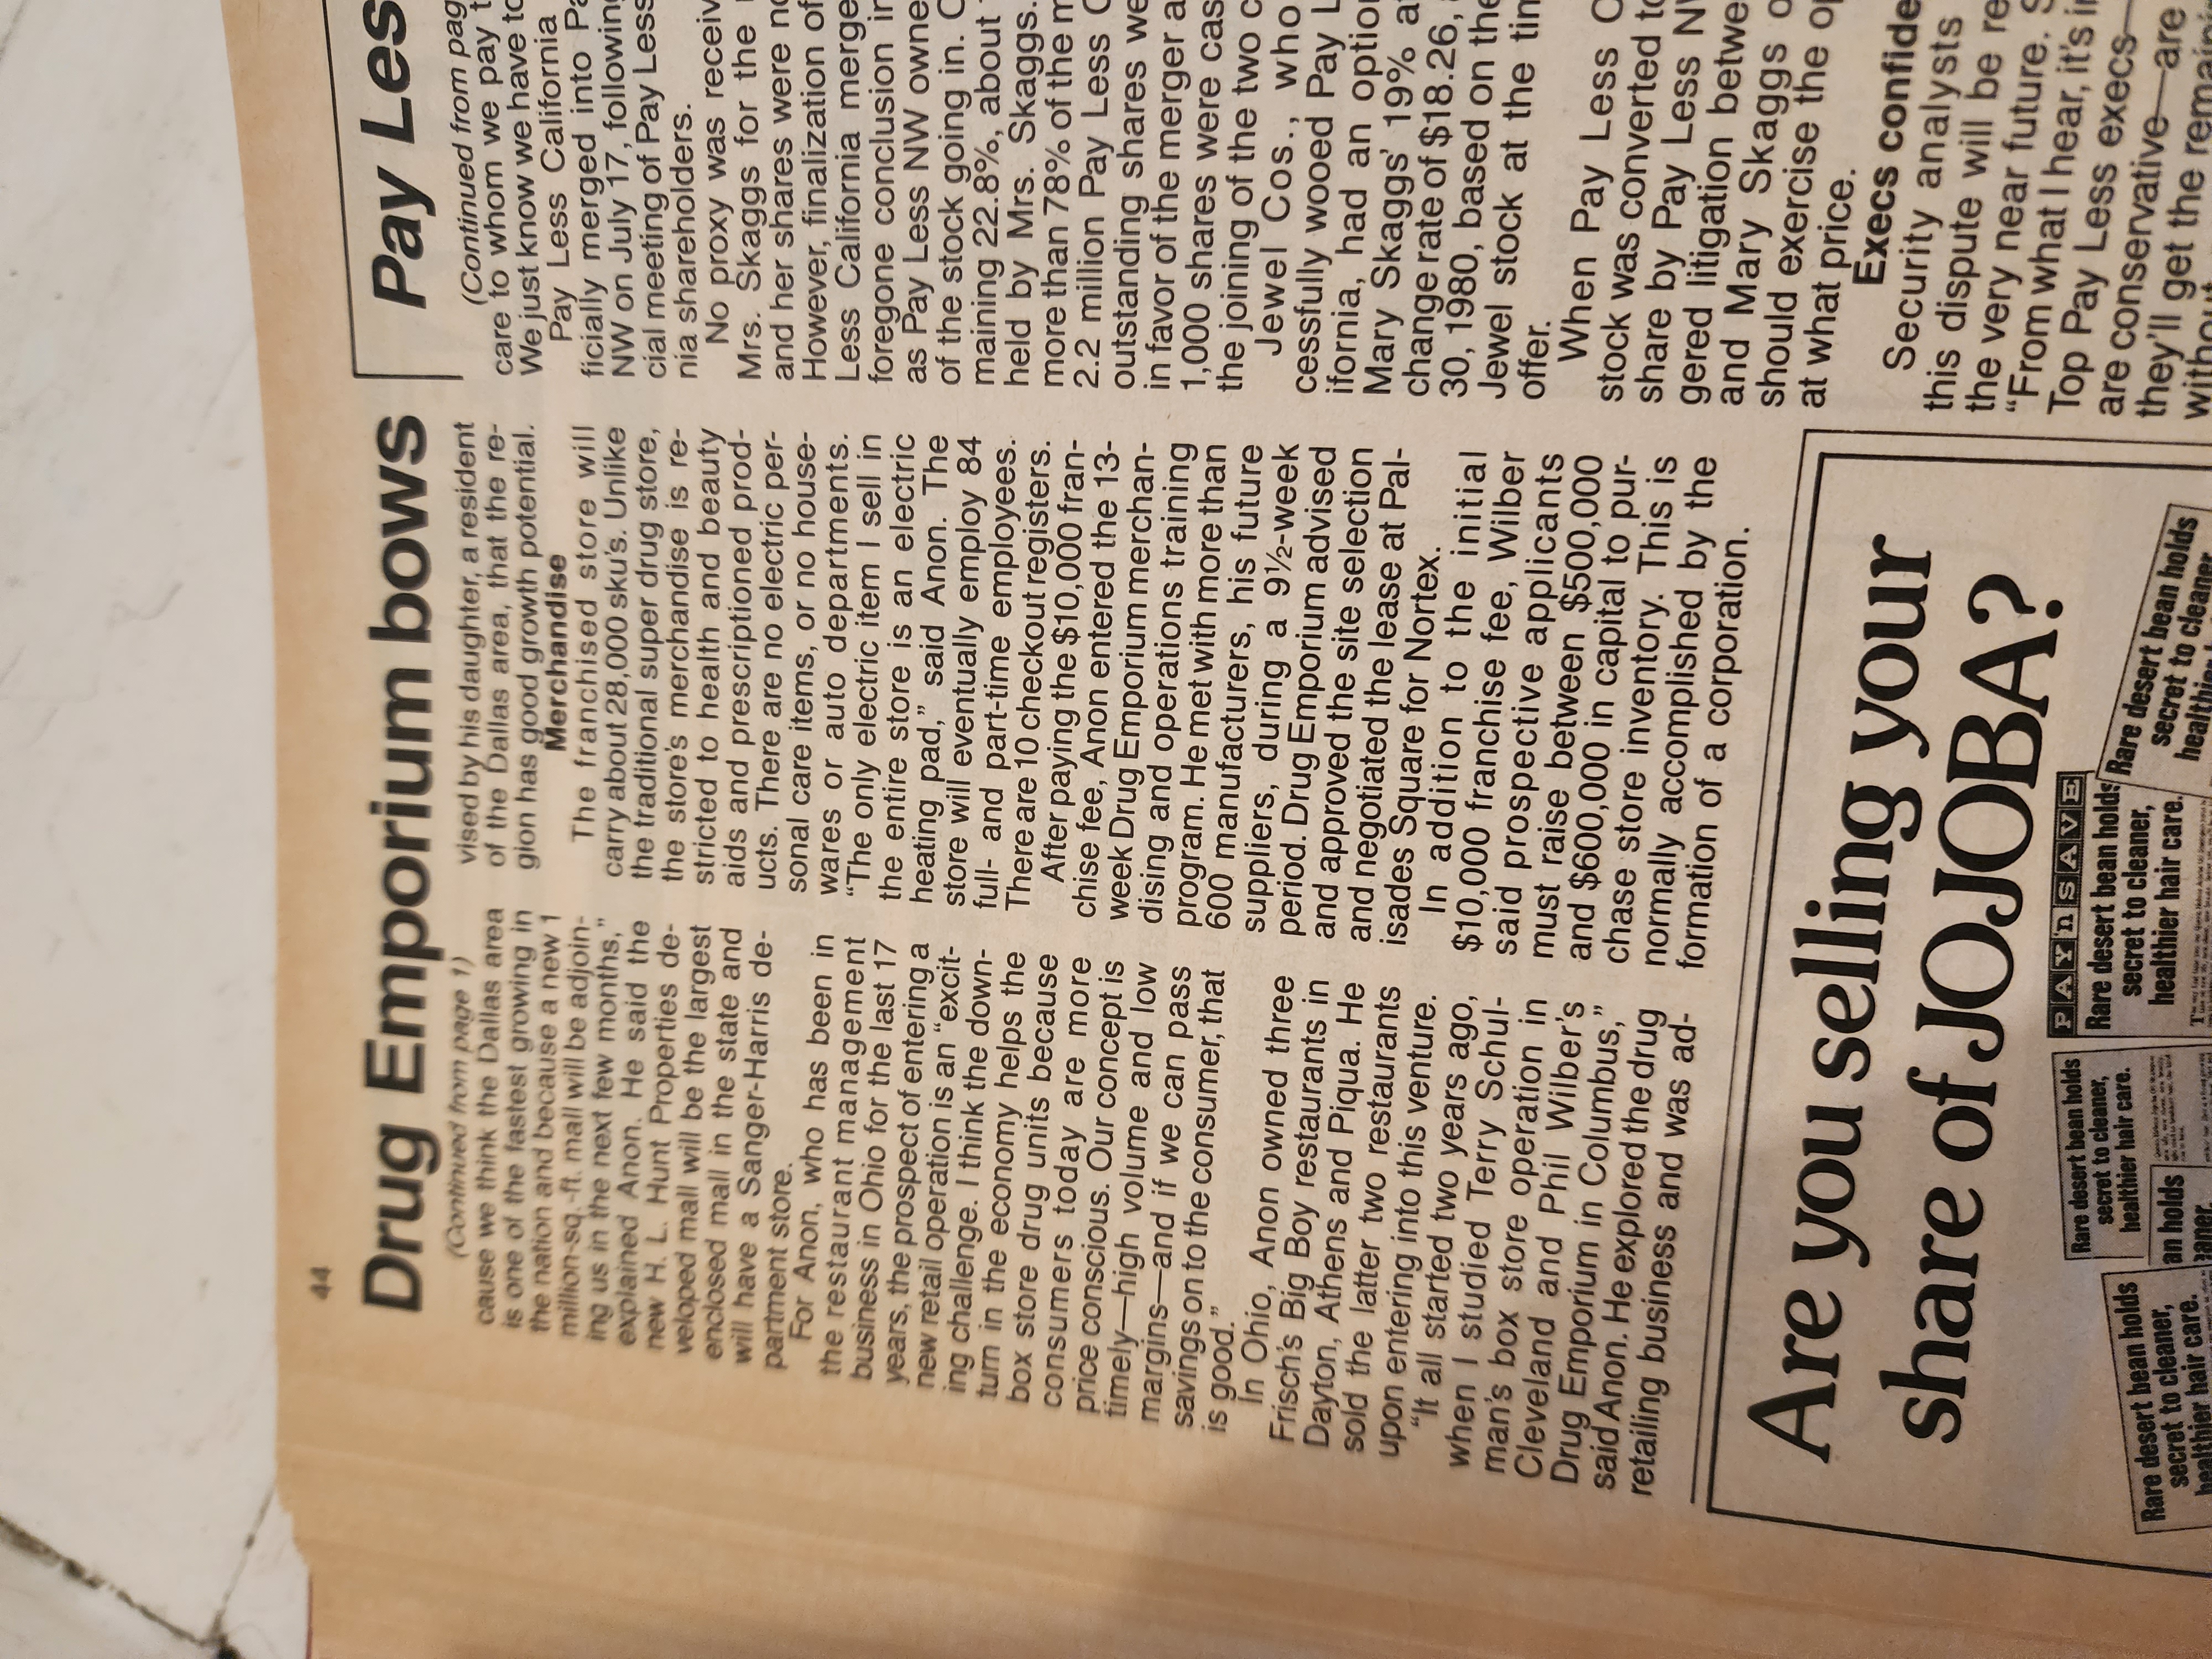 44
Drug Emporium bows
(Continued from page 1)
cause we think the Dallas area
is one of the fastest growing in
the nation and because a new 1
million-sq.-ft. mall will be adjoin-
ing us in the next few months,"
explained Anon. He said the
new H. L. Hunt Properties de-
veloped mall will be the largest
enclosed mall in the state and
will have a Sanger-Harris de-
partment store.
For Anon, who has been in
the restaurant management
business in Ohio for the last 17
years, the prospect of entering a
new retail operation is an "excit-
ing challenge. I think the down-
turn in the economy helps the
box store drug units because
consumers today are more
price conscious. Our concept is
timely—high volume and low
margins—and if we can pass
savings on to the consumer, that
is good."
In Ohio, Anon owned three
Frisch's Big Boy restaurants in
Dayton, Athens and Piqua. He
sold the latter two restaurants
upon entering into this venture.
"It all started two years ago,
when I studied Terry Schul-
man's box store operation in
Cleveland and Phil Wilber's
Drug Emporium in Columbus,"
said Anon. He explored the drug
retailing business and was ad-
vised by his daughter, a resident
of the Dallas area, that the re-
gion has good growth potential.
Merchandise
The franchised store will
carry about 28,000 sku's. Unlike
the traditional super drug store,
the store's merchandise is re-
stricted to health and beauty
aids and prescriptioned prod-
ucts. There are no electric per-
sonal care items, or no house-
wares or auto departments.
"The only electric item I sell in
the entire store is an electric
heating pad," said Anon. The
store will eventually employ 84
full- and part-time employees.
There are 10 checkout registers.
After paying the $10,000 fran-
chise fee, Anon entered the 13-
week Drug Emporium merchan-
dising and operations training
program. He met with more than
600 manufacturers, his future
suppliers, during a 9½-week
period. Drug Emporium advised
and approved the site selection
and negotiated the lease at Pal-
isades Square for Nortex.
In addition to the initial
$10,000 franchise fee, Wilber
said prospective applicants
must raise between $500,000
and $600,000 in capital to pur-
chase store inventory. This is
normally accomplished by the
formation of a corporation.
Pay Les
(Continued from pag
care to whom we pay t
We just know we have to
Pay Less California
ficially merged into Pa
NW on July 17, following
cial meeting of Pay Less
nia shareholders.
No proxy was receiv
Mrs. Skaggs for the
and her shares were no
However, finalization of
Less California merge
foregone conclusion in
as Pay Less NW owne
of the stock going in. C
maining 22.8%, about
held by Mrs. Skaggs.
more than 78% of the m
2.2 million Pay Less C
outstanding shares we
in favor of the merger a
1,000 shares were cas
the joining of the two c
Jewel Cos., who
cessfully wooed Pay L
ifornia, had an optio
Mary Skaggs' 19% a
change rate of $18.26,
30, 1980, based on the
Jewel stock at the tim
offer.
When Pay Less C
stock was converted to
share by Pay Less NW
gered litigation betwe
and Mary Skaggs o
should exercise the op
at what price.
Execs confide
Security analysts
this dispute will be re
the very near future. S
"From what I hear, it's i
Top Pay Less execs—
are conservative—are
they'll get the remain
Are you selling your
share of JOJOBA?
PAY'nSAVE
Rare desert bean holds
secret to cleaner,
healthier hair care.
Rare desert bean holds
secret to cleaner,
healthier hair care.
Rare desert bean holds
secret to cleaner,
healthier hair care.
Rare desert bean holds
secret to cleaner,
healthier
an holds